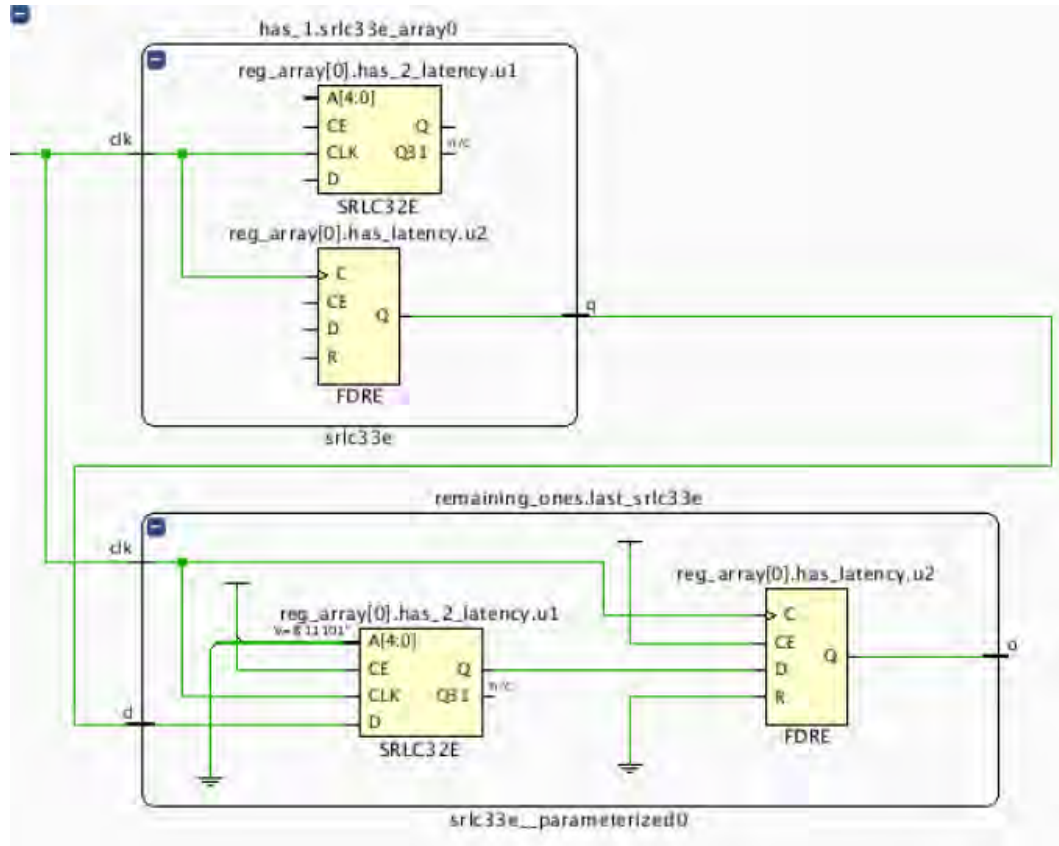 has_1.srlc33e_array0
reg_array[0].has_2_latency.u1
A[4:0]
CE
Q
clk
CLK
Q31
n/c
D
SRLC32E
reg_array[0].has_latency.u2
C
CE
Q
D
R
q
FDRE
srlc33e
remaining_ones.last_srlc33e
clk
reg_array[0].has_latency.u2
reg_array[0].has_2_latency.u1
C
A[4:0]
CE
Q
CE
Q
D
CLK
Q31
n/c
R
d
D
FDRE
SRLC32E
srlc33e__parameterized0